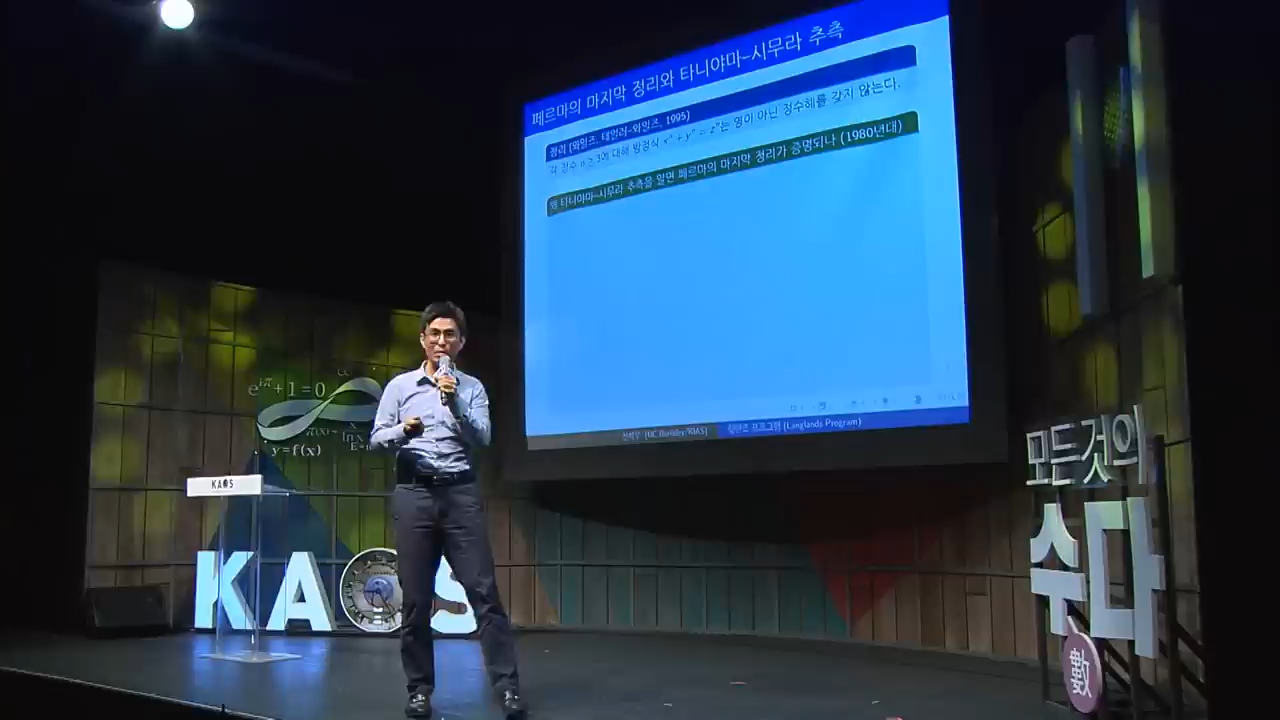 페르마의 마지막 정리와 타니야마-시무라 추측
정리 (와일즈, 테일러-와일즈, 1995)
각 정수 n ≥ 3에 대해 방정식 xⁿ + yⁿ = zⁿ는 영이 아닌 정수해를 갖지 않는다.
왜 타니야마-시무라 추측을 알면 페르마의 마지막 정리가 증명되나 (1980년대)
(UC Berkeley/KIAS)
랭란즈 프로그램 (Langlands Program)
e^{iπ}+1=0
y=f(x)
KAOS
KAOS
모든것의
수다
數